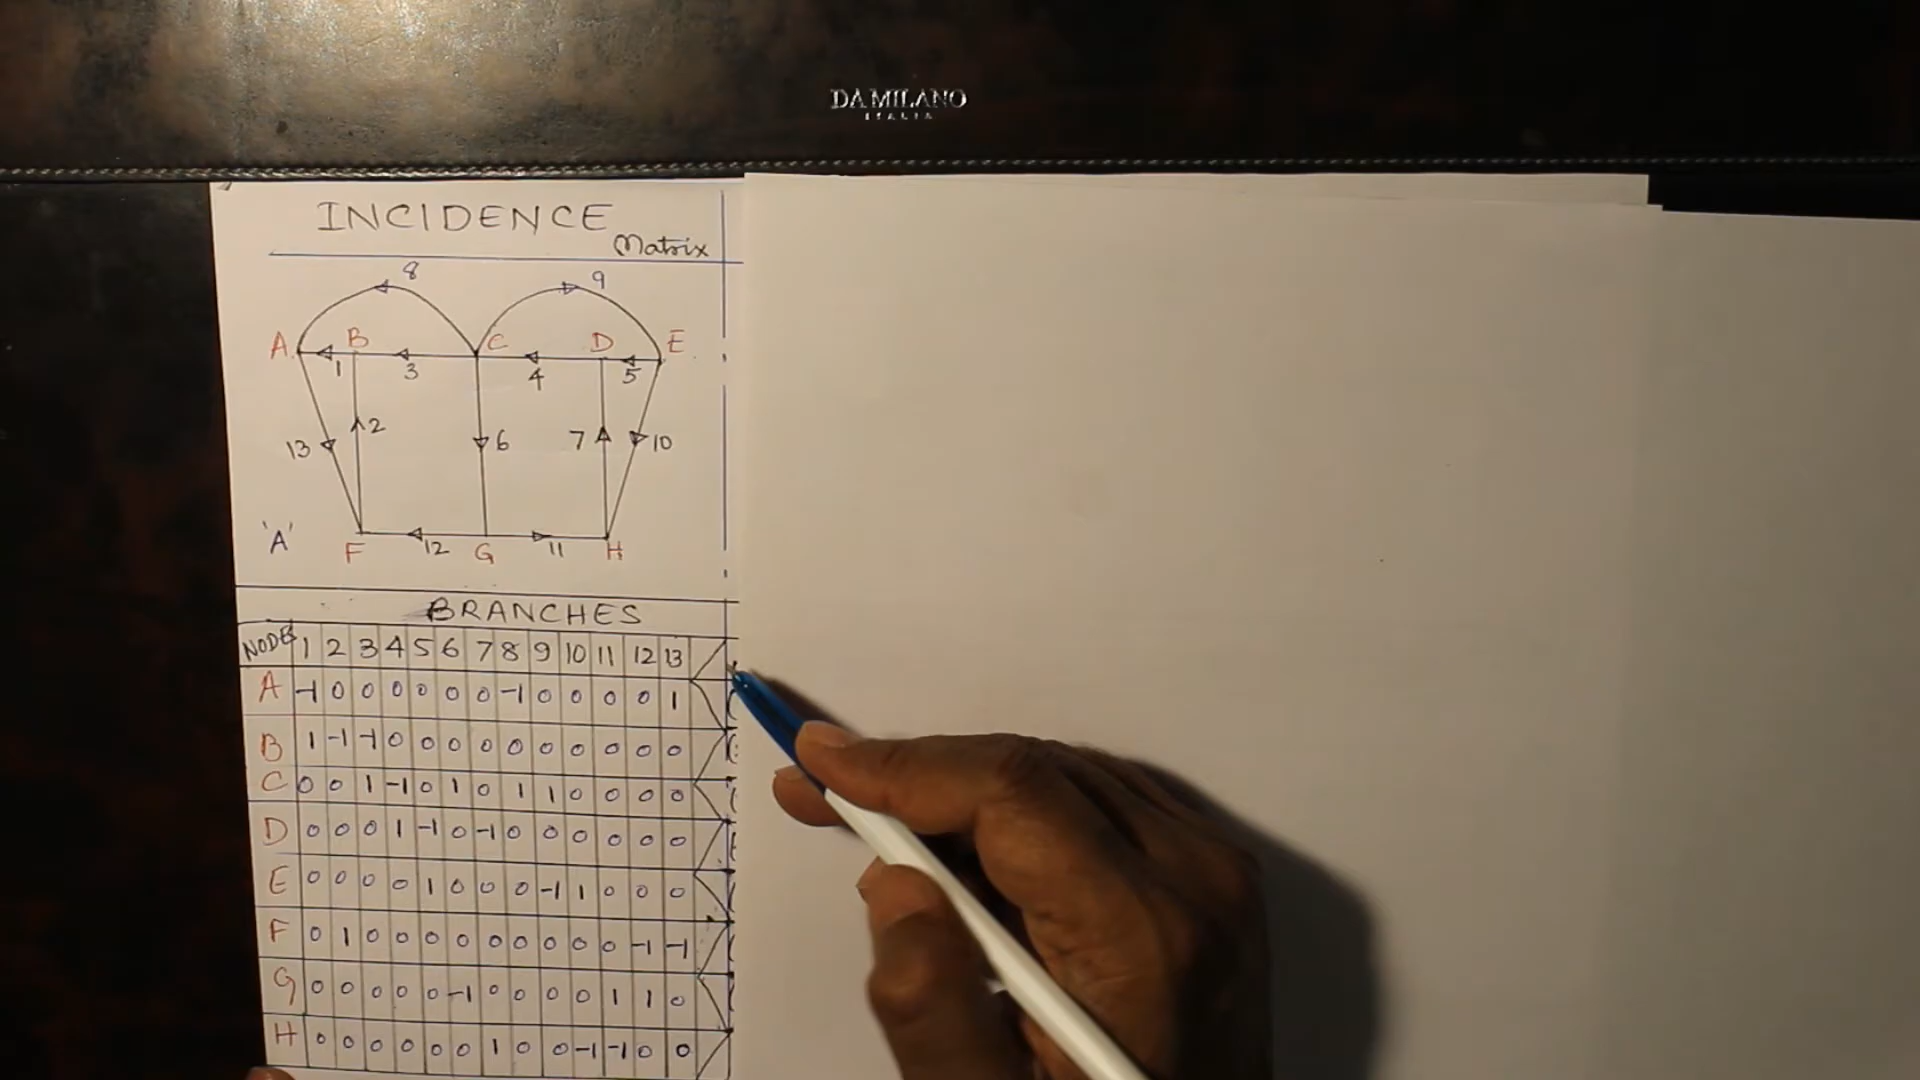 DA MILANO
ITALIA
INCIDENCE
Matrix
8 9
A B C D E
1 3 4 5
13 2 6 7 10
'A'
F 12 G 11 H
BRANCHES
NODES 1 2 3 4 5 6 7 8 9 10 11 12 13
A -1 0 0 0 0 0 0 -1 0 0 0 0 1
B 1 -1 -1 0 0 0 0 0 0 0 0 0 0
C 0 0 1 -1 0 1 0 1 1 0 0 0 0
D 0 0 0 1 -1 0 -1 0 0 0 0 0 0
E 0 0 0 0 1 0 0 0 -1 1 0 0 0
F 0 1 0 0 0 0 0 0 0 0 0 -1 -1
G 0 0 0 0 0 -1 0 0 0 0 1 1 0
H 0 0 0 0 0 0 1 0 0 -1 -1 0 0